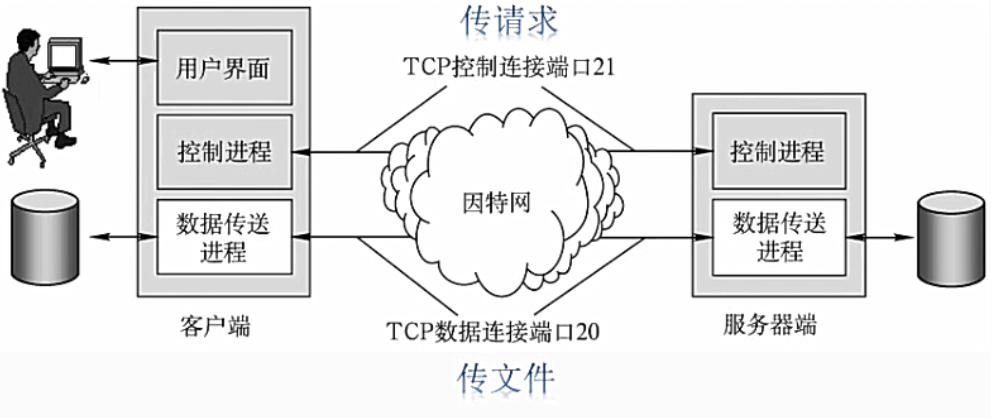 传请求
TCP控制连接端口21
用户界面
控制进程
控制进程
因特网
数据传送
进程
数据传送
进程
客户端
TCP数据连接端口20
服务器端
传文件